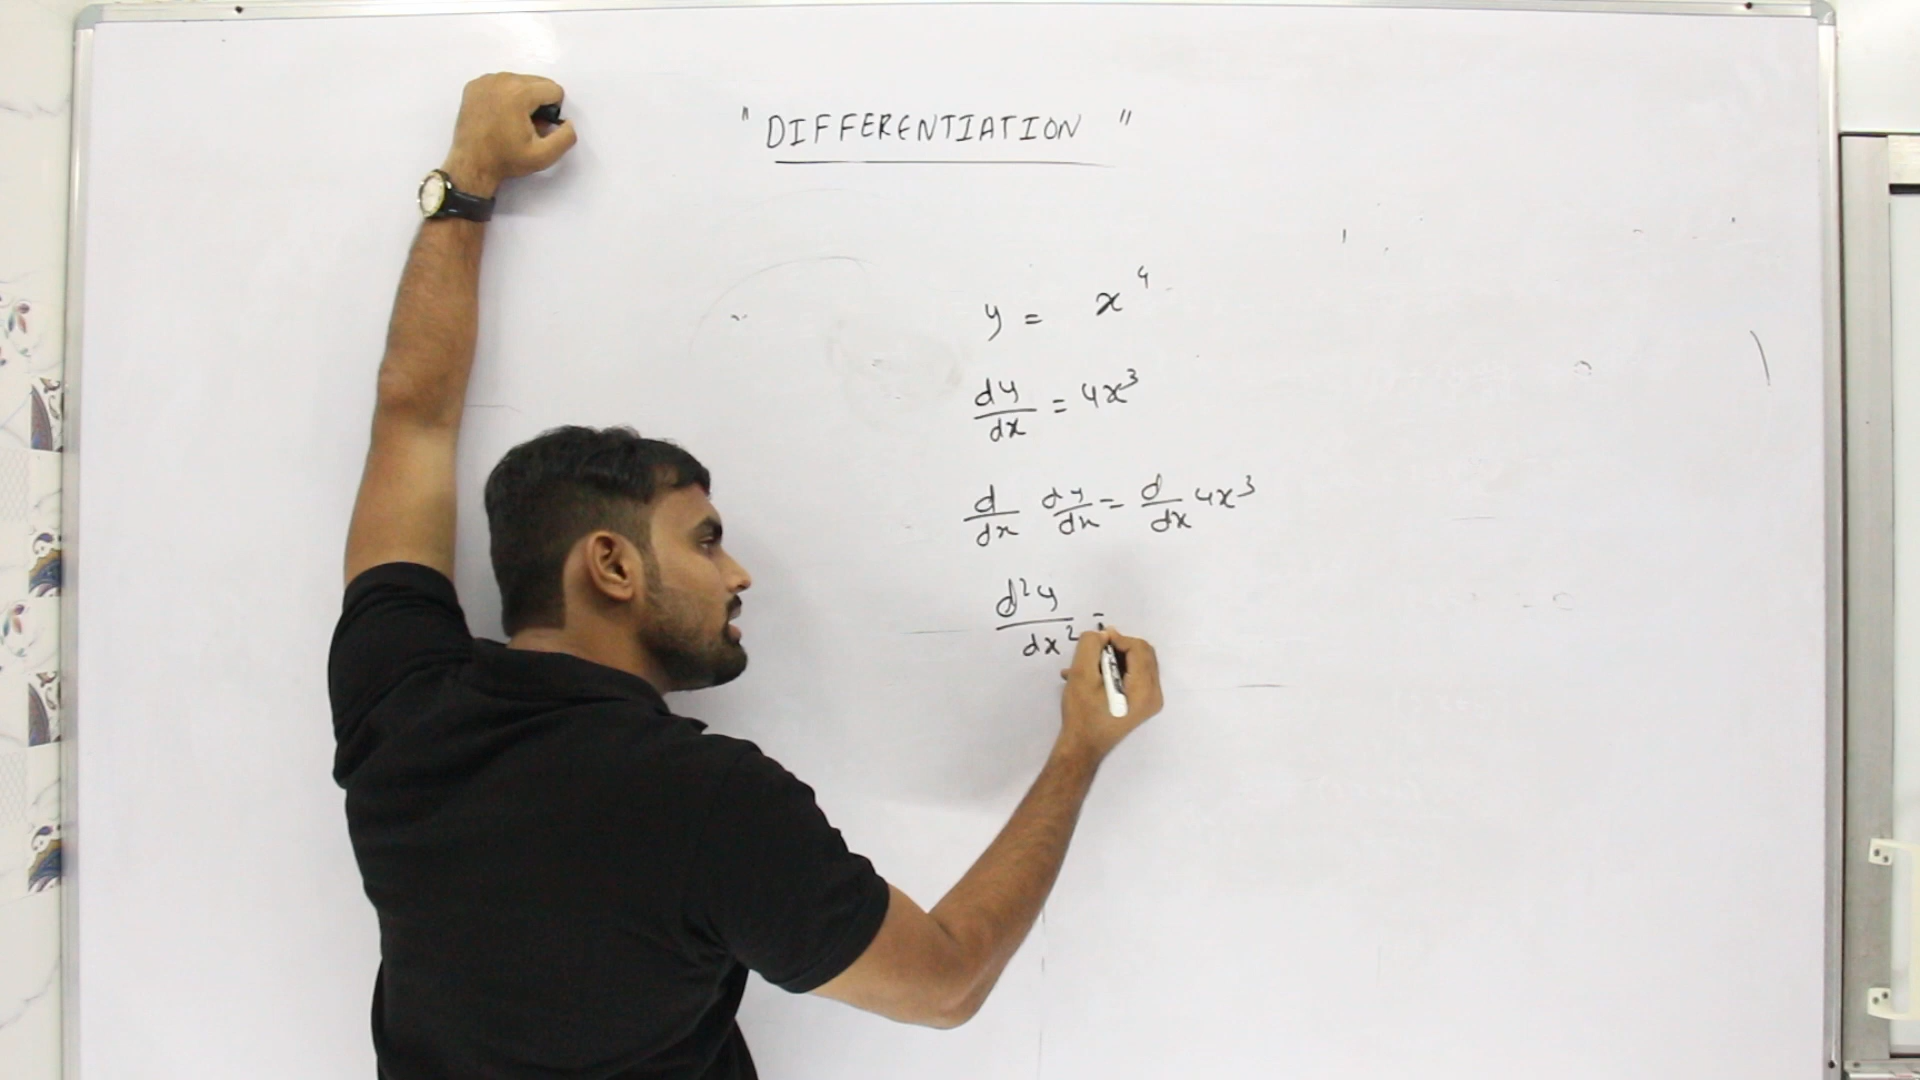 " DIFFERENTIATION "
y = x⁴
dy/dx = 4x³
d/dx dy/dx = d/dx 4x³
d²y/dx² =